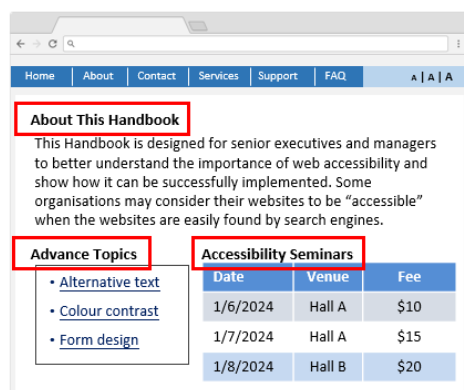 Home About Contact Services Support FAQ A | A | A
About This Handbook
This Handbook is designed for senior executives and managers
to better understand the importance of web accessibility and
show how it can be successfully implemented. Some
organisations may consider their websites to be “accessible”
when the websites are easily found by search engines.
Advance Topics
• Alternative text
• Colour contrast
• Form design
Accessibility Seminars
Date Venue Fee
1/6/2024 Hall A $10
1/7/2024 Hall A $15
1/8/2024 Hall B $20